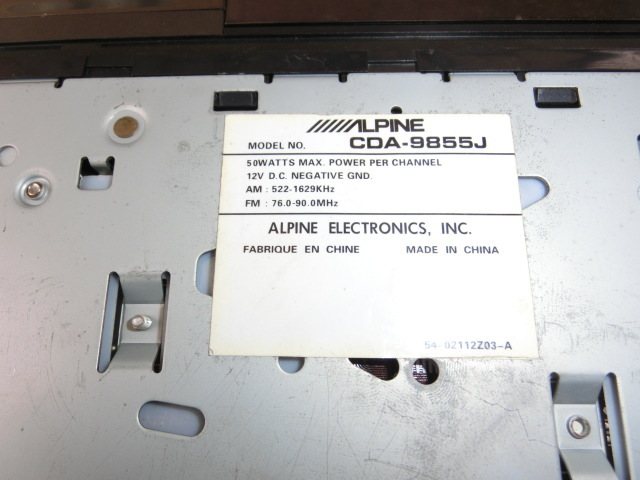 ALPINE
MODEL NO. CDA-9855J
50WATTS MAX. POWER PER CHANNEL
12V D.C. NEGATIVE GND.
AM : 522-1629KHz
FM : 76.0-90.0MHz
ALPINE ELECTRONICS, INC.
FABRIQUE EN CHINE MADE IN CHINA
54-02112Z03-A